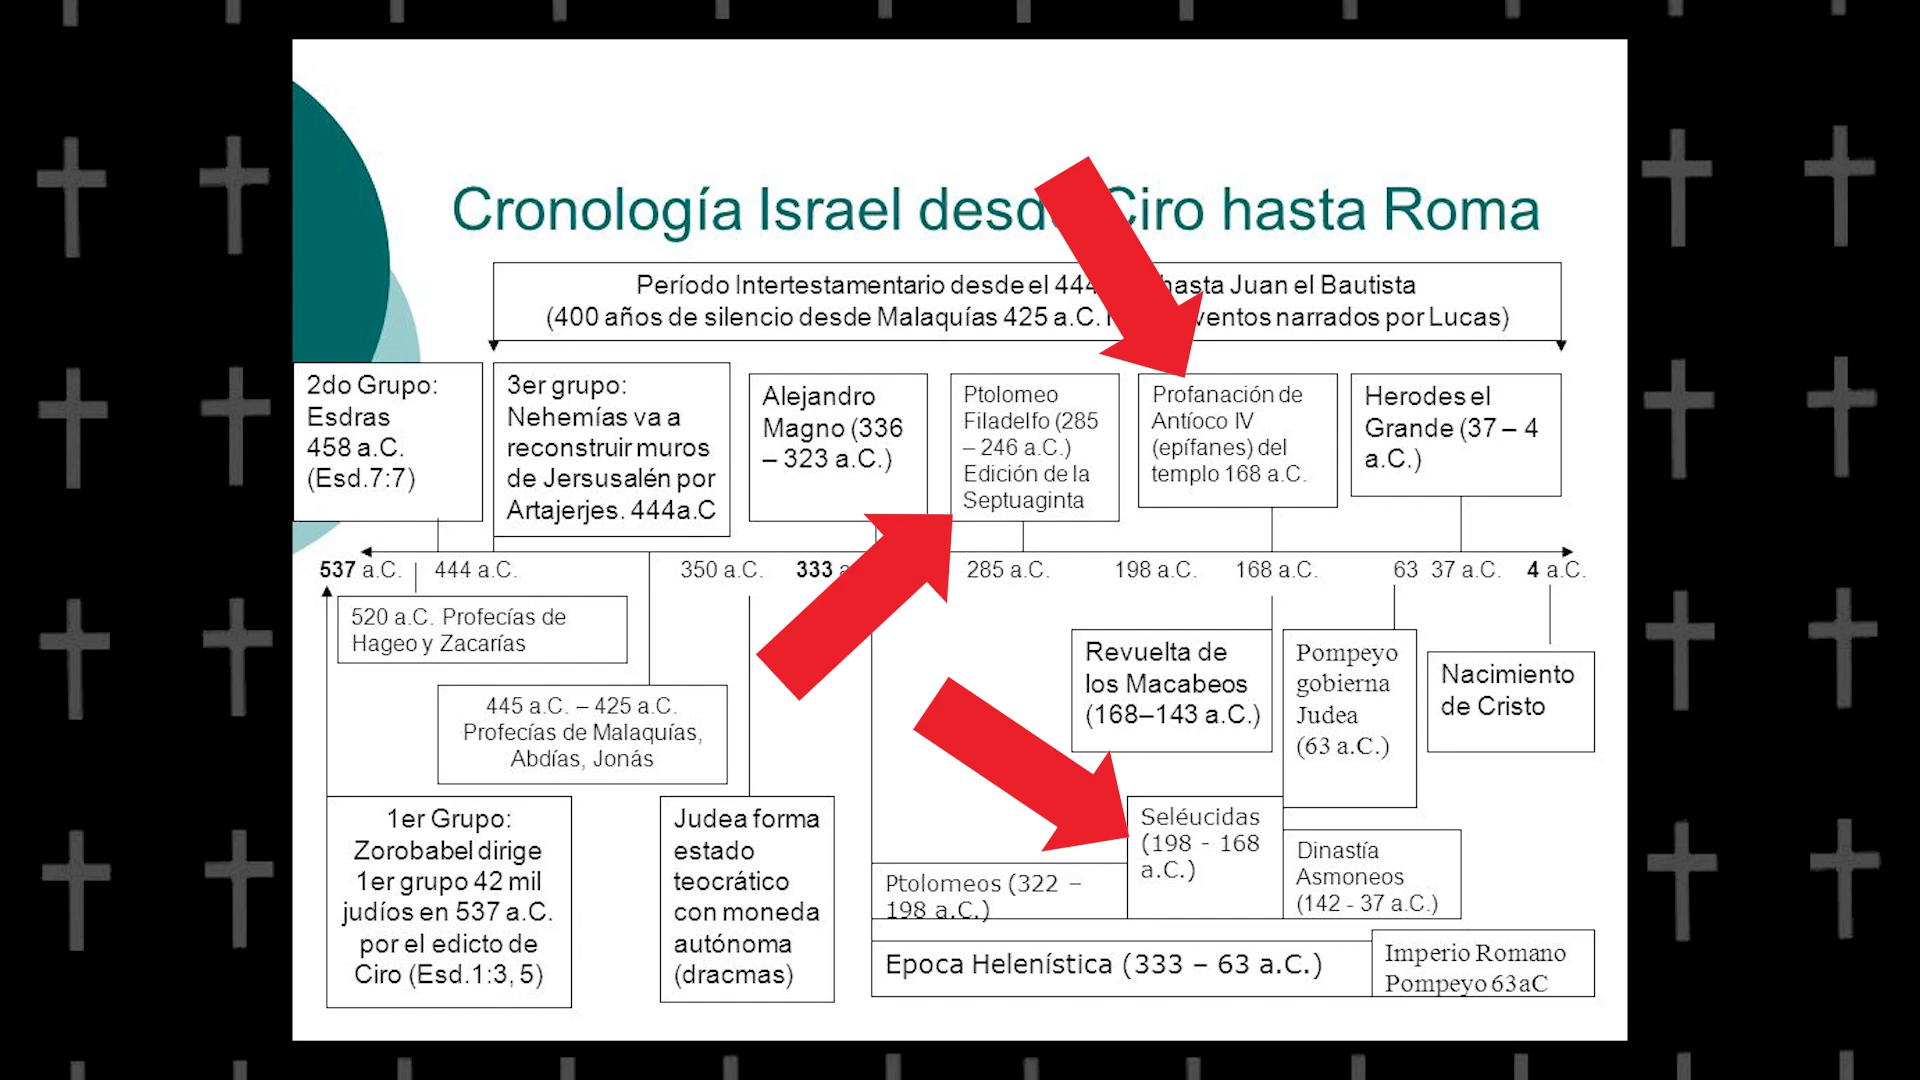 Cronología Israel desde Ciro hasta Roma
Período Intertestamentario desde el 444 hasta Juan el Bautista
(400 años de silencio desde Malaquías 425 a.C. ventos narrados por Lucas)
2do Grupo:
Esdras
458 a.C.
(Esd.7:7)
3er grupo:
Nehemías va a
reconstruir muros
de Jersusalén por
Artajerjes. 444a.C
Alejandro
Magno (336
– 323 a.C.)
Ptolomeo
Filadelfo (285
– 246 a.C.)
Edición de la
Septuaginta
Profanación de
Antíoco IV
(epífanes) del
templo 168 a.C.
Herodes el
Grande (37 – 4
a.C.)
537 a.C. 444 a.C. 350 a.C. 333 a 285 a.C. 198 a.C. 168 a.C. 63 37 a.C. 4 a.C.
520 a.C. Profecías de
Hageo y Zacarías
445 a.C. – 425 a.C.
Profecías de Malaquías,
Abdías, Jonás
Revuelta de
los Macabeos
(168–143 a.C.)
Pompeyo
gobierna
Judea
(63 a.C.)
Nacimiento
de Cristo
1er Grupo:
Zorobabel dirige
1er grupo 42 mil
judíos en 537 a.C.
por el edicto de
Ciro (Esd.1:3, 5)
Judea forma
estado
teocrático
con moneda
autónoma
(dracmas)
Ptolomeos (322 –
198 a.C.)
Seléucidas
(198 - 168
a.C.)
Dinastía
Asmoneos
(142 - 37 a.C.)
Epoca Helenística (333 – 63 a.C.)
Imperio Romano
Pompeyo 63aC